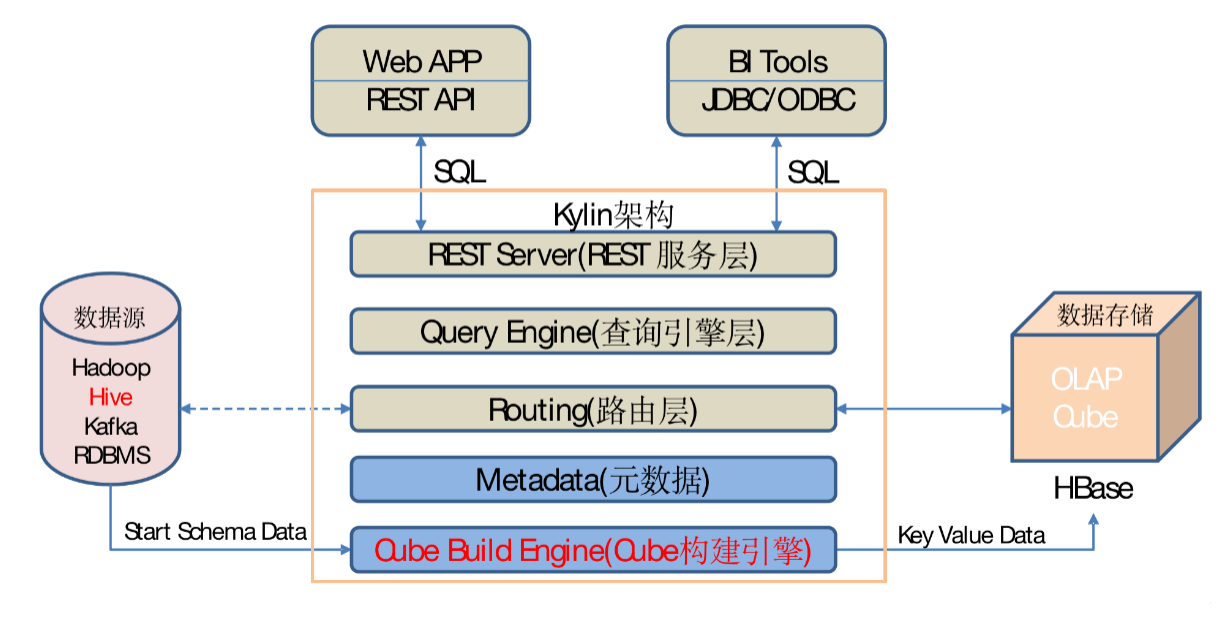 Web APP
REST API
BI Tools
JDBC/ODBC
SQL
SQL
Kylin架构
REST Server(REST 服务层)
Query Engine(查询引擎层)
Routing(路由层)
Metadata(元数据)
Cube Build Engine(Cube构建引擎)
数据源
Hadoop
Hive
Kafka
RDBMS
Start Schema Data
数据存储
OLAP
Cube
HBase
Key Value Data